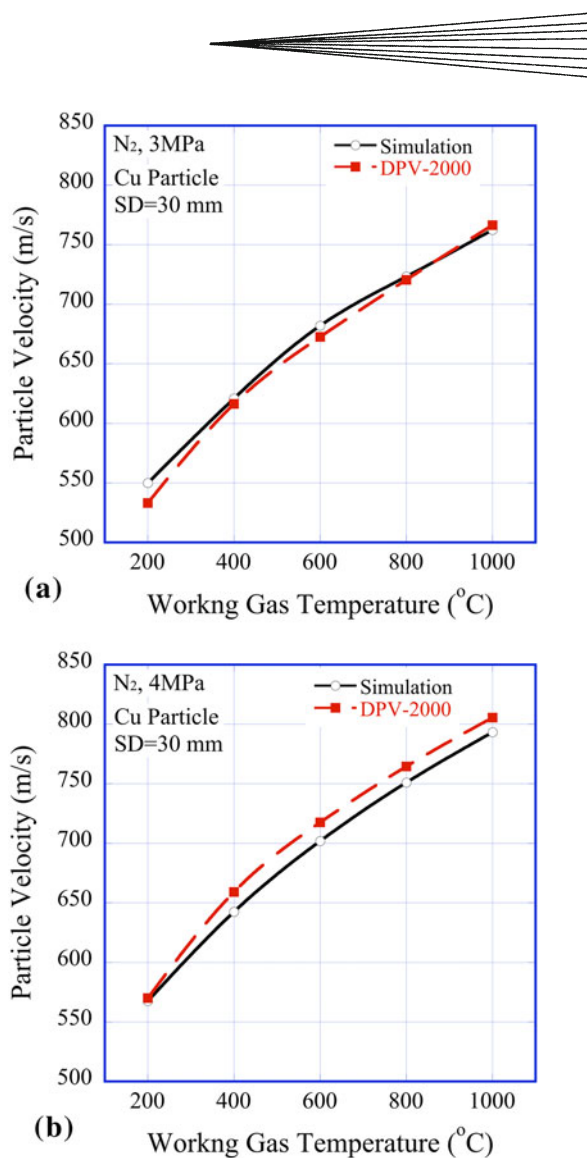 850
800
750
700
650
600
550
500
Particle Velocity (m/s)
N₂, 3MPa
Cu Particle
SD=30 mm
Simulation
DPV-2000
200 400 600 800 1000
(a)
Workng Gas Temperature (°C)
850
800
750
700
650
600
550
500
Particle Velocity (m/s)
N₂, 4MPa
Cu Particle
SD=30 mm
Simulation
DPV-2000
200 400 600 800 1000
(b)
Workng Gas Temperature (°C)